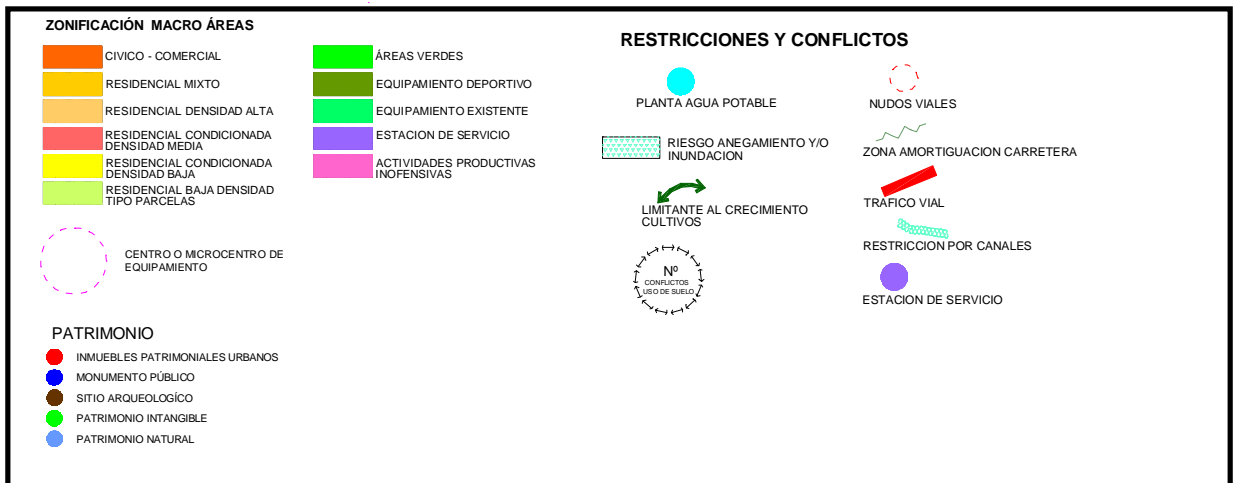 ZONIFICACIÓN MACRO ÁREAS
CIVICO - COMERCIAL
RESIDENCIAL MIXTO
RESIDENCIAL DENSIDAD ALTA
RESIDENCIAL CONDICIONADA
DENSIDAD MEDIA
RESIDENCIAL CONDICIONADA
DENSIDAD BAJA
RESIDENCIAL BAJA DENSIDAD
TIPO PARCELAS
ÁREAS VERDES
EQUIPAMIENTO DEPORTIVO
EQUIPAMIENTO EXISTENTE
ESTACION DE SERVICIO
ACTIVIDADES PRODUCTIVAS
INOFENSIVAS
CENTRO O MICROCENTRO DE
EQUIPAMIENTO
PATRIMONIO
INMUEBLES PATRIMONIALES URBANOS
MONUMENTO PÚBLICO
SITIO ARQUEOLOGÍCO
PATRIMONIO INTANGIBLE
PATRIMONIO NATURAL
RESTRICCIONES Y CONFLICTOS
PLANTA AGUA POTABLE
RIESGO ANEGAMIENTO Y/O
INUNDACION
LIMITANTE AL CRECIMIENTO
CULTIVOS
Nº
CONFLICTOS
USO DE SUELO
NUDOS VIALES
ZONA AMORTIGUACION CARRETERA
TRÁFICO VIAL
RESTRICCION POR CANALES
ESTACION DE SERVICIO